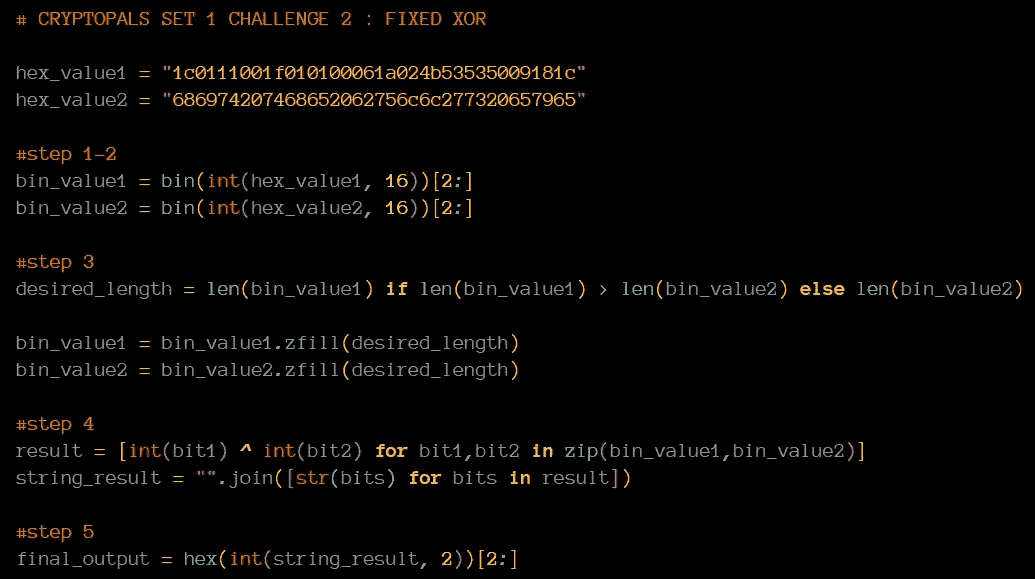 # CRYPTOPALS SET 1 CHALLENGE 2 : FIXED XOR
hex_value1 = "1c0111001f010100061a024b53535009181c"
hex_value2 = "686974207468652062756c6c277320657965"
#step 1-2
bin_value1 = bin(int(hex_value1, 16))[2:]
bin_value2 = bin(int(hex_value2, 16))[2:]
#step 3
desired_length = len(bin_value1) if len(bin_value1) > len(bin_value2) else len(bin_value2)
bin_value1 = bin_value1.zfill(desired_length)
bin_value2 = bin_value2.zfill(desired_length)
#step 4
result = [int(bit1) ^ int(bit2) for bit1,bit2 in zip(bin_value1,bin_value2)]
string_result = "".join([str(bits) for bits in result])
#step 5
final_output = hex(int(string_result, 2))[2:]